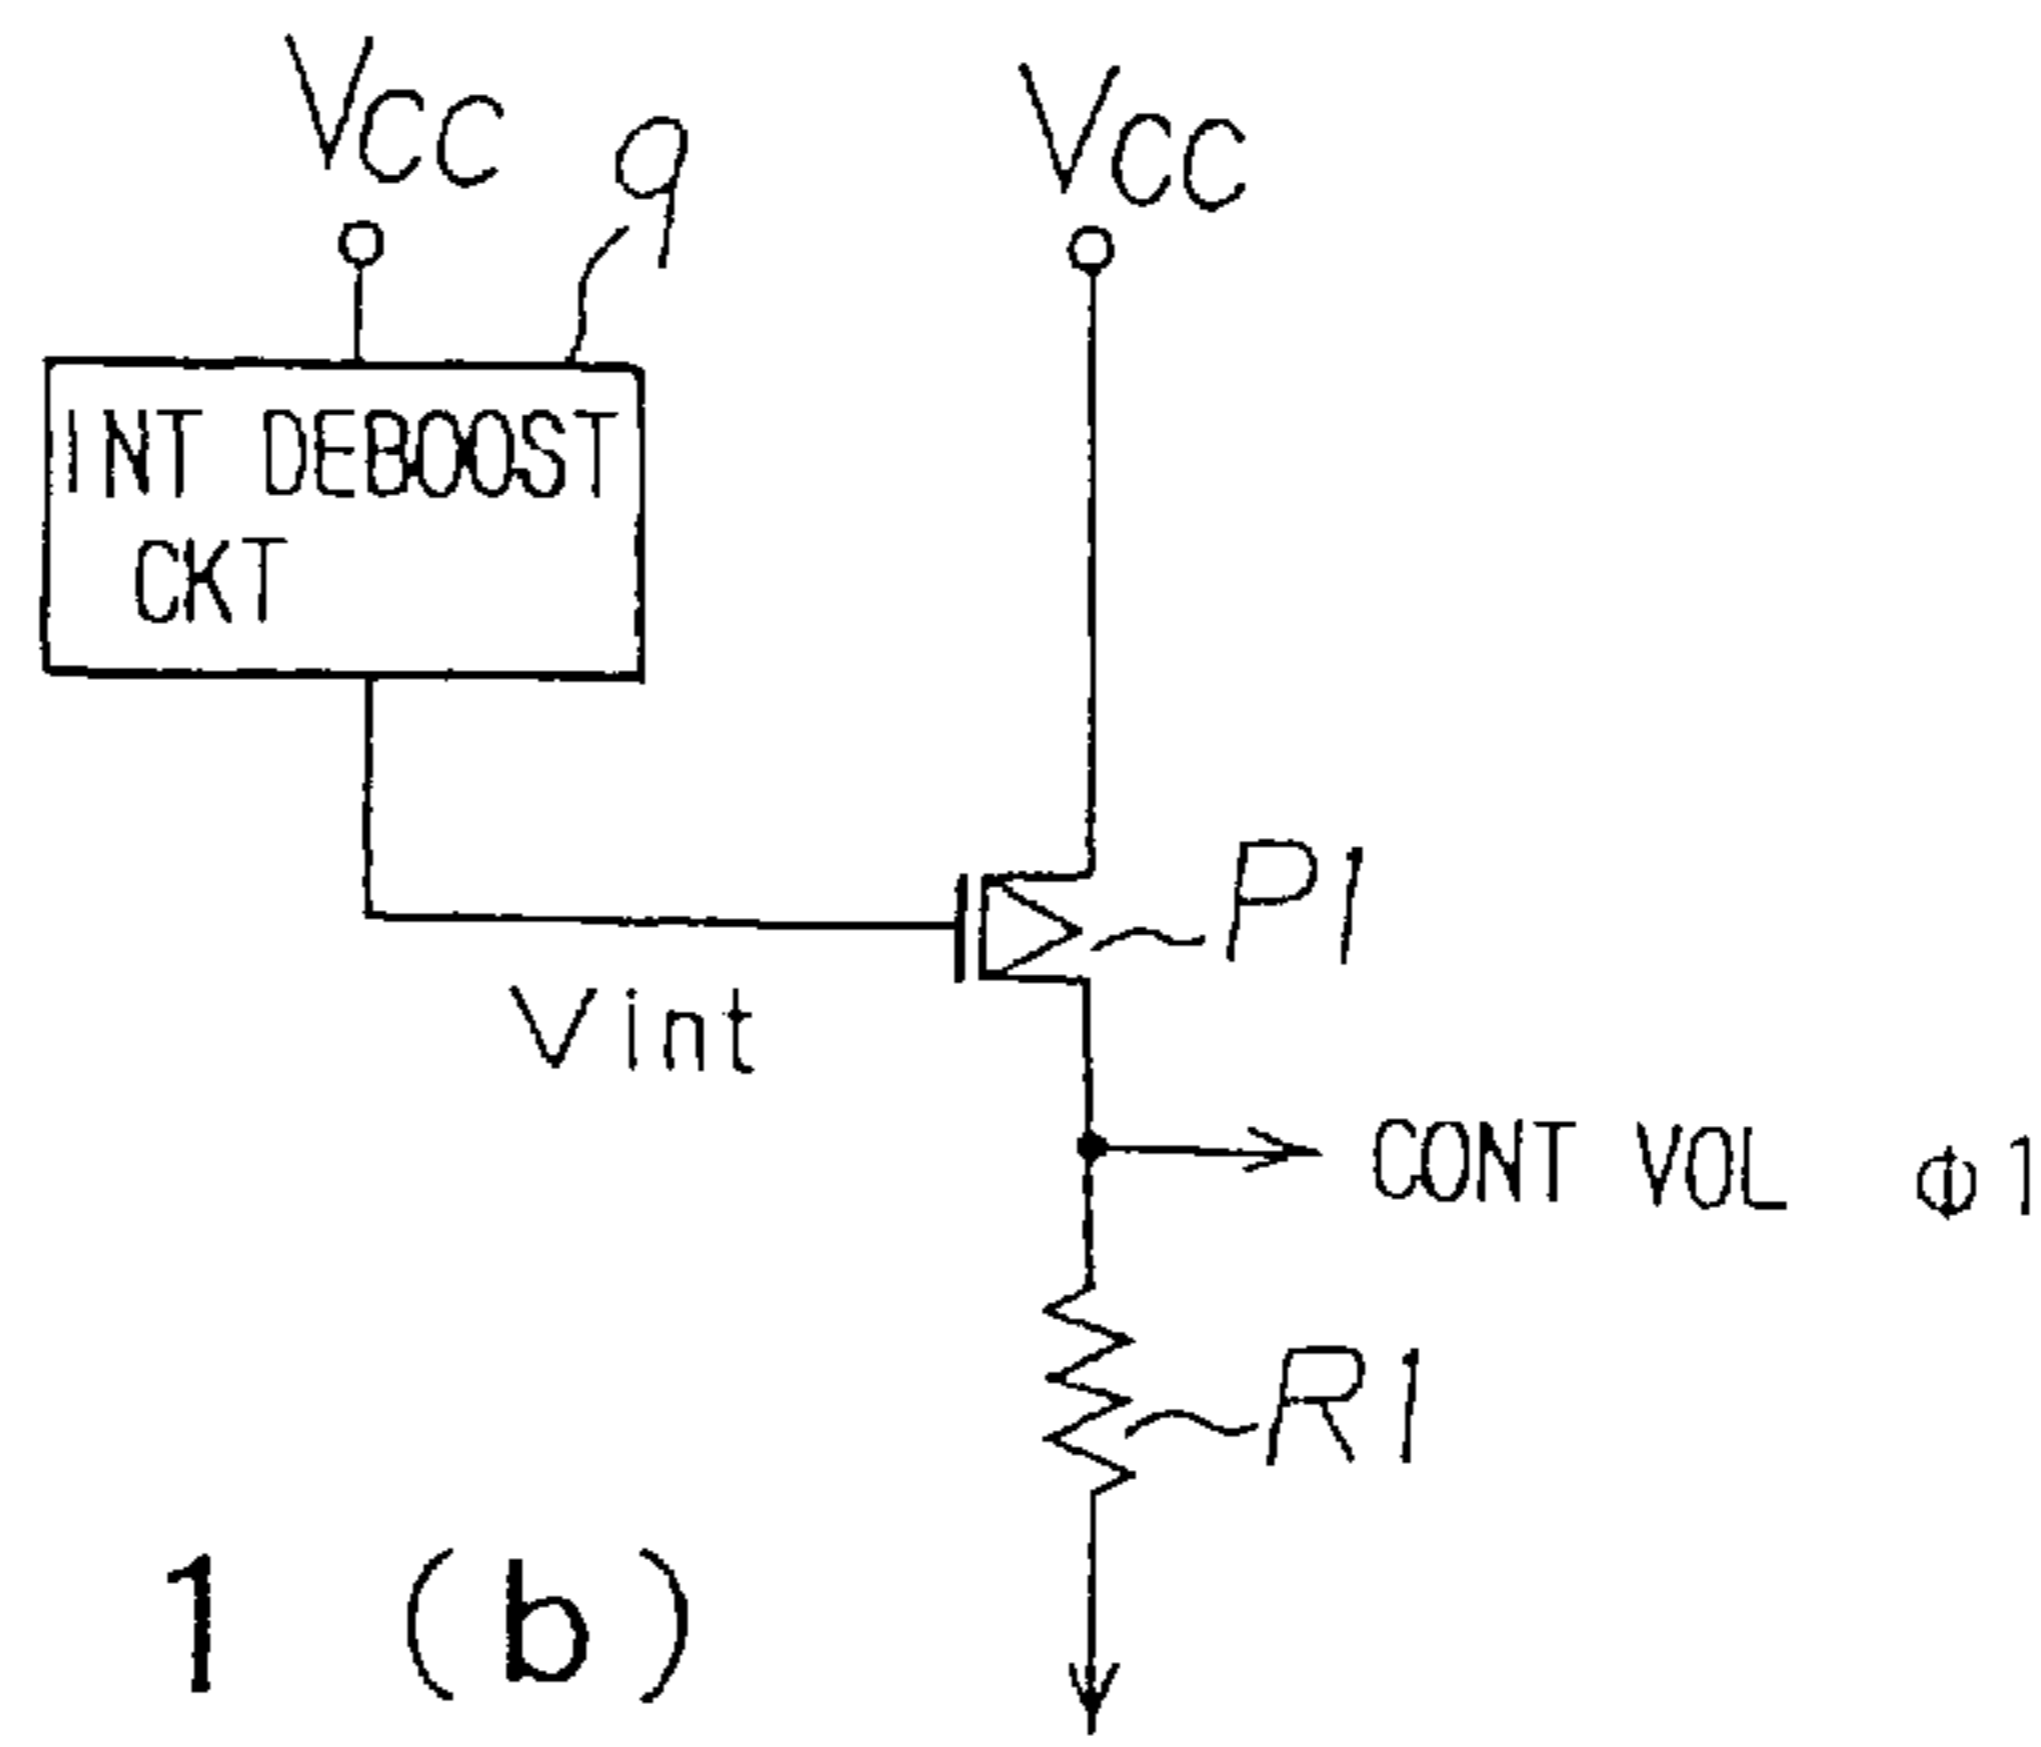 VCC
9
VCC
INT DEBOOST
CKT
P1
Vint
CONT VOL φ1
R1
1 (b)